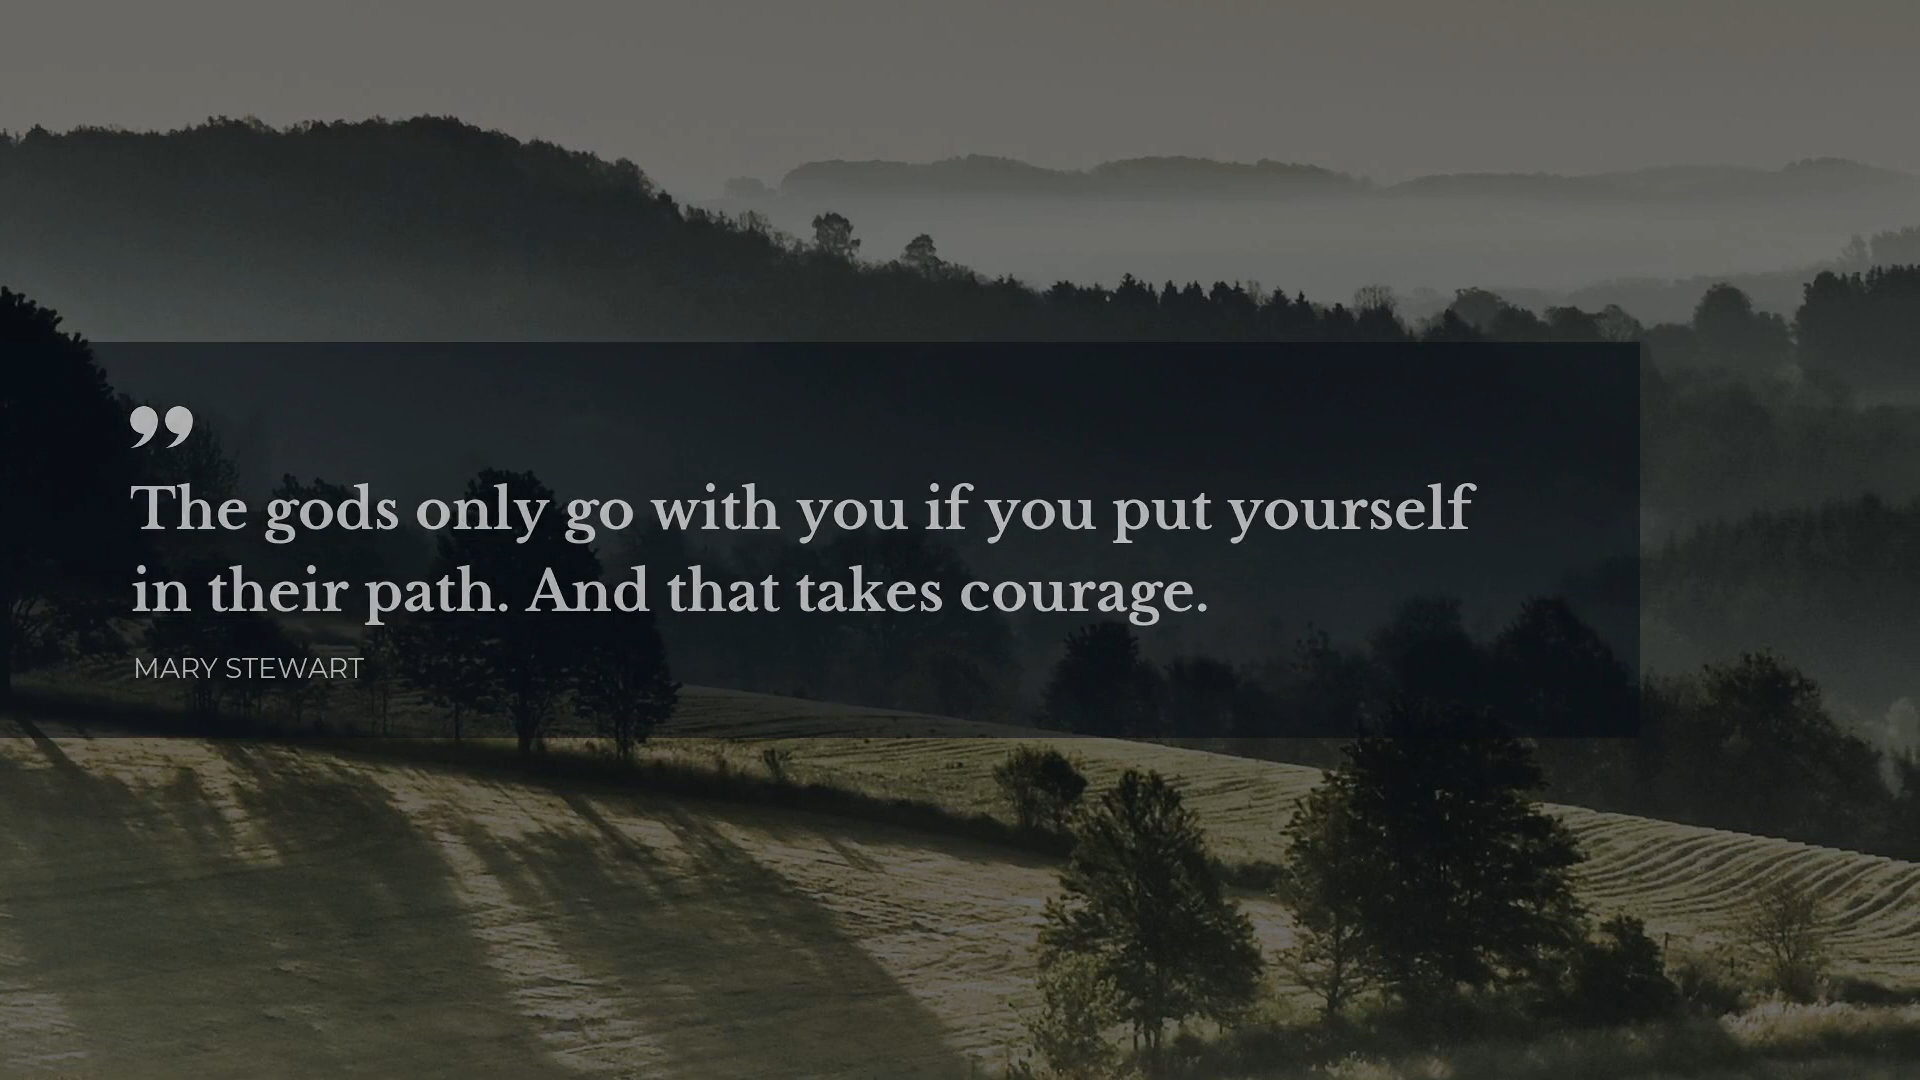 ”
The gods only go with you if you put yourself
in their path. And that takes courage.
MARY STEWART